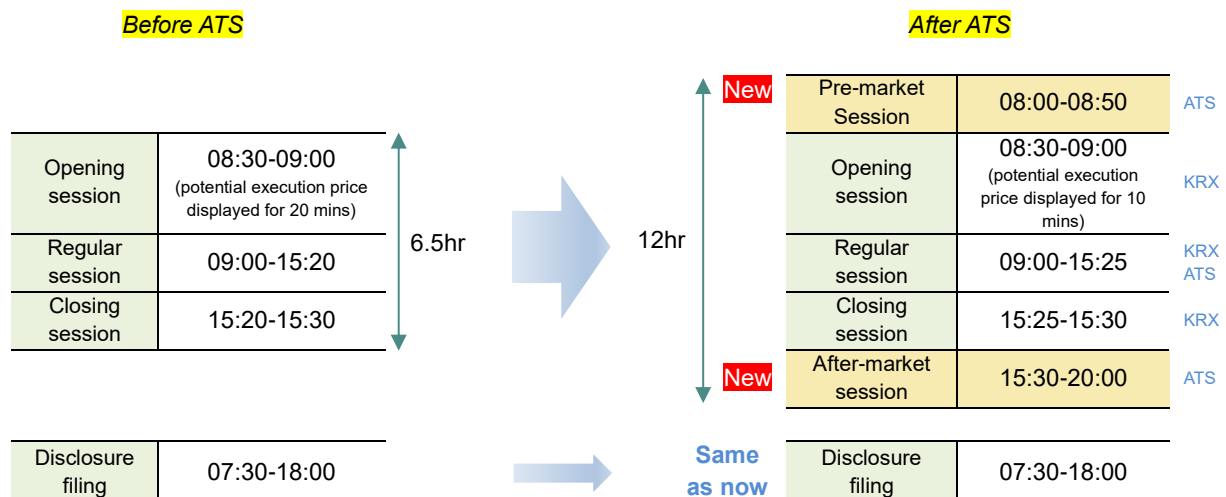 Before ATS
Opening
session
08:30-09:00
(potential execution price
displayed for 20 mins)
Regular
session
09:00-15:20
Closing
session
15:20-15:30
6.5hr
Disclosure
filing
07:30-18:00
After ATS
12hr
New
Pre-market
Session
08:00-08:50
ATS
Opening
session
08:30-09:00
(potential execution
price displayed for 10
mins)
KRX
Regular
session
09:00-15:25
KRX
ATS
Closing
session
15:25-15:30
KRX
New
After-market
session
15:30-20:00
ATS
Same
as now
Disclosure
filing
07:30-18:00